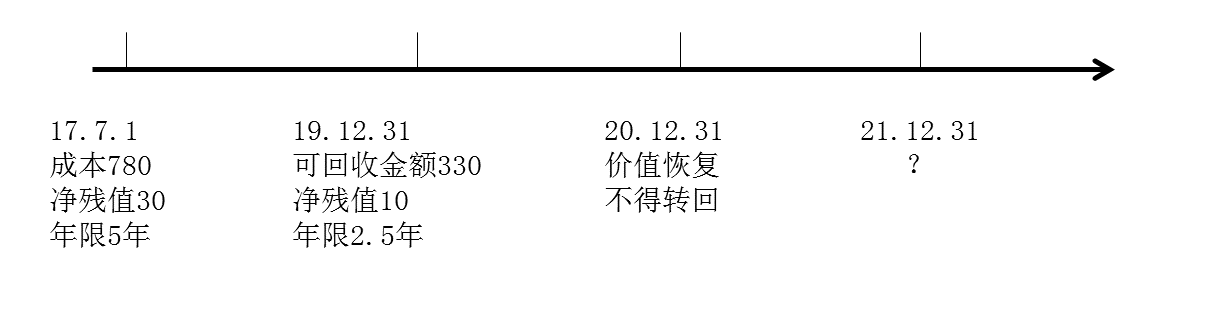 17.7.1
成本780
净残值30
年限5年
19.12.31
可回收金额330
净残值10
年限2.5年
20.12.31
价值恢复
不得转回
21.12.31
？